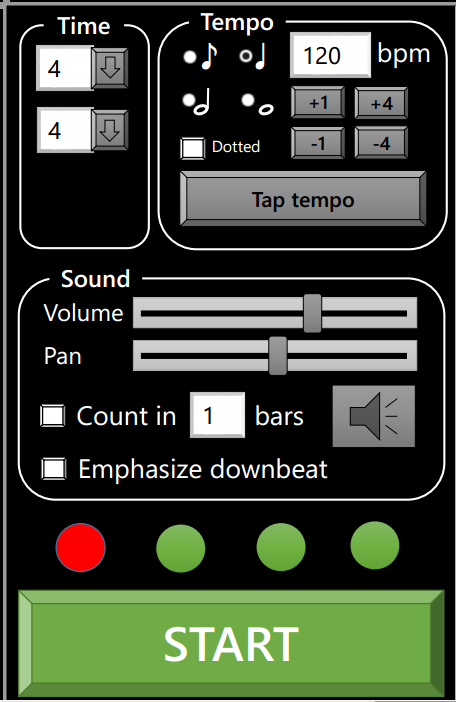 Time
4
4
Tempo
120 bpm
+1 +4
-1 -4
Dotted
Tap tempo
Sound
Volume
Pan
Count in 1 bars
Emphasize downbeat
START